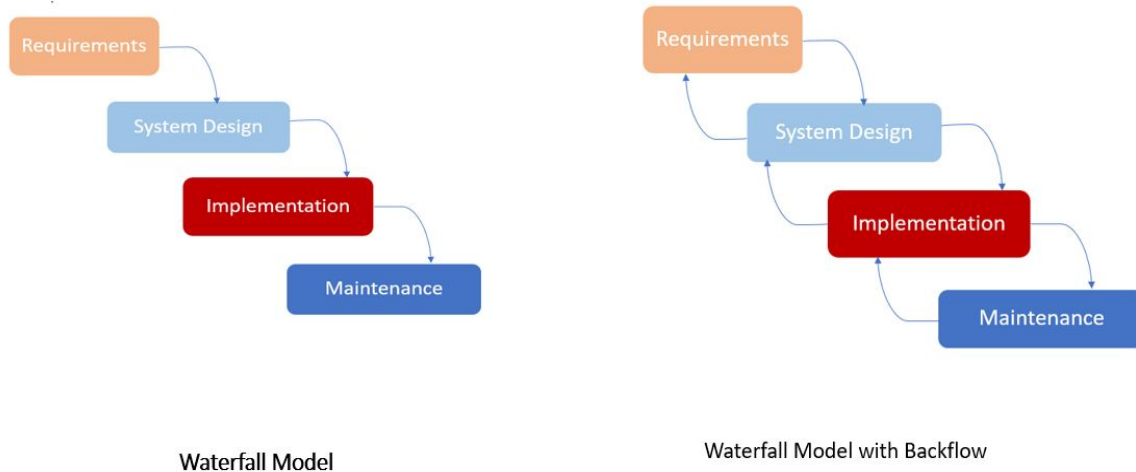 Requirements
System Design
Implementation
Maintenance
Waterfall Model
Requirements
System Design
Implementation
Maintenance
Waterfall Model with Backflow